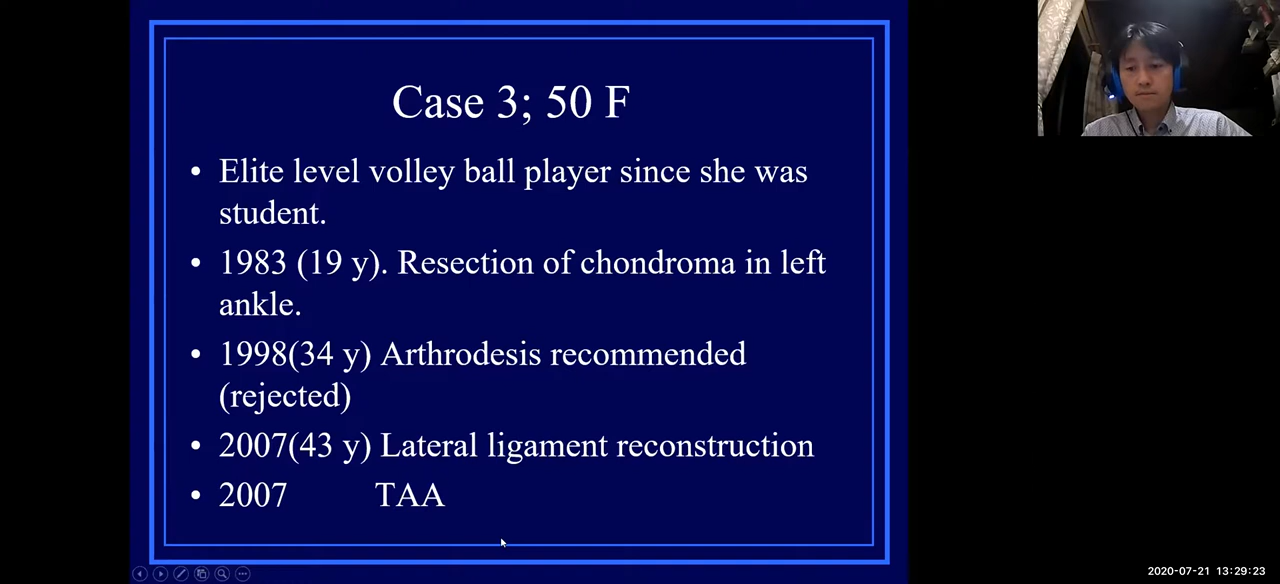 Case 3; 50 F
• Elite level volley ball player since she was
student.
• 1983 (19 y). Resection of chondroma in left
ankle.
• 1998(34 y) Arthrodesis recommended
(rejected)
• 2007(43 y) Lateral ligament reconstruction
• 2007 TAA
2020-07-21 13:29:23